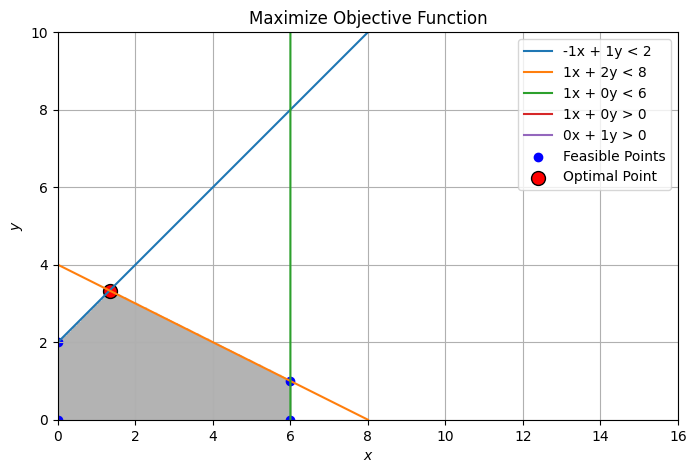 Maximize Objective Function
10
8
6
4
2
0
y
-1x + 1y < 2
1x + 2y < 8
1x + 0y < 6
1x + 0y > 0
0x + 1y > 0
Feasible Points
Optimal Point
0 2 4 6 8 10 12 14 16
x